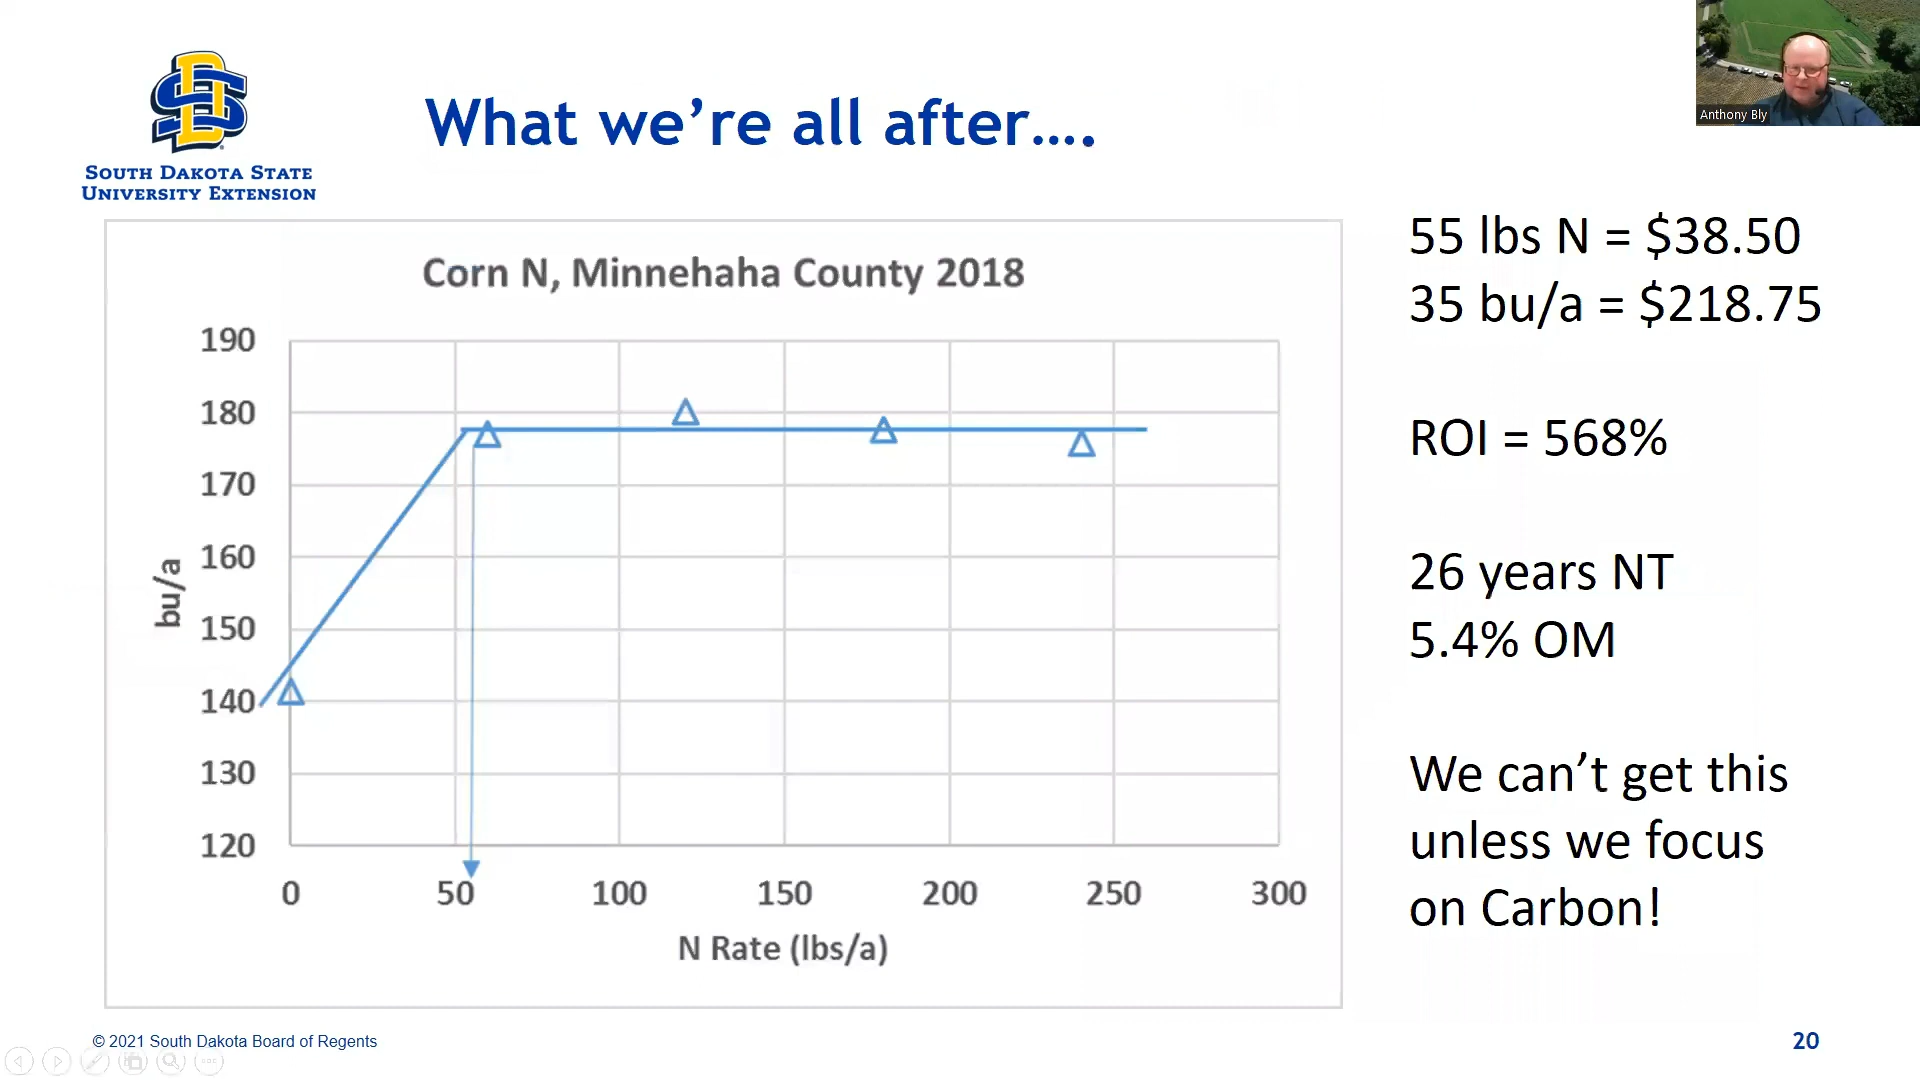 SOUTH DAKOTA STATE
UNIVERSITY EXTENSION
What we're all after....
Anthony Bly
Corn N, Minnehaha County 2018
190
180
170
160
150
140
130
120
bu/a
0 50 100 150 200 250 300
N Rate (lbs/a)
55 lbs N = $38.50
35 bu/a = $218.75
ROI = 568%
26 years NT
5.4% OM
We can't get this
unless we focus
on Carbon!
© 2021 South Dakota Board of Regents
20